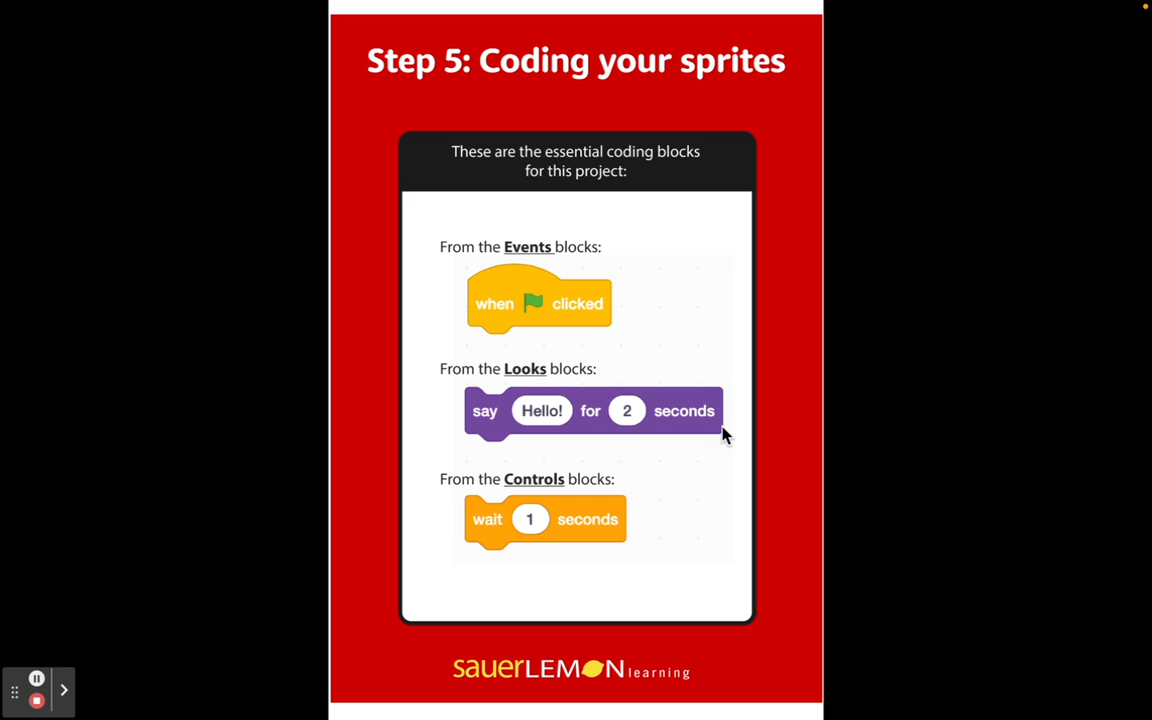 Step 5: Coding your sprites
These are the essential coding blocks
for this project:
From the Events blocks:
when clicked
From the Looks blocks:
say Hello! for 2 seconds
From the Controls blocks:
wait 1 seconds
sauerLEMON learning